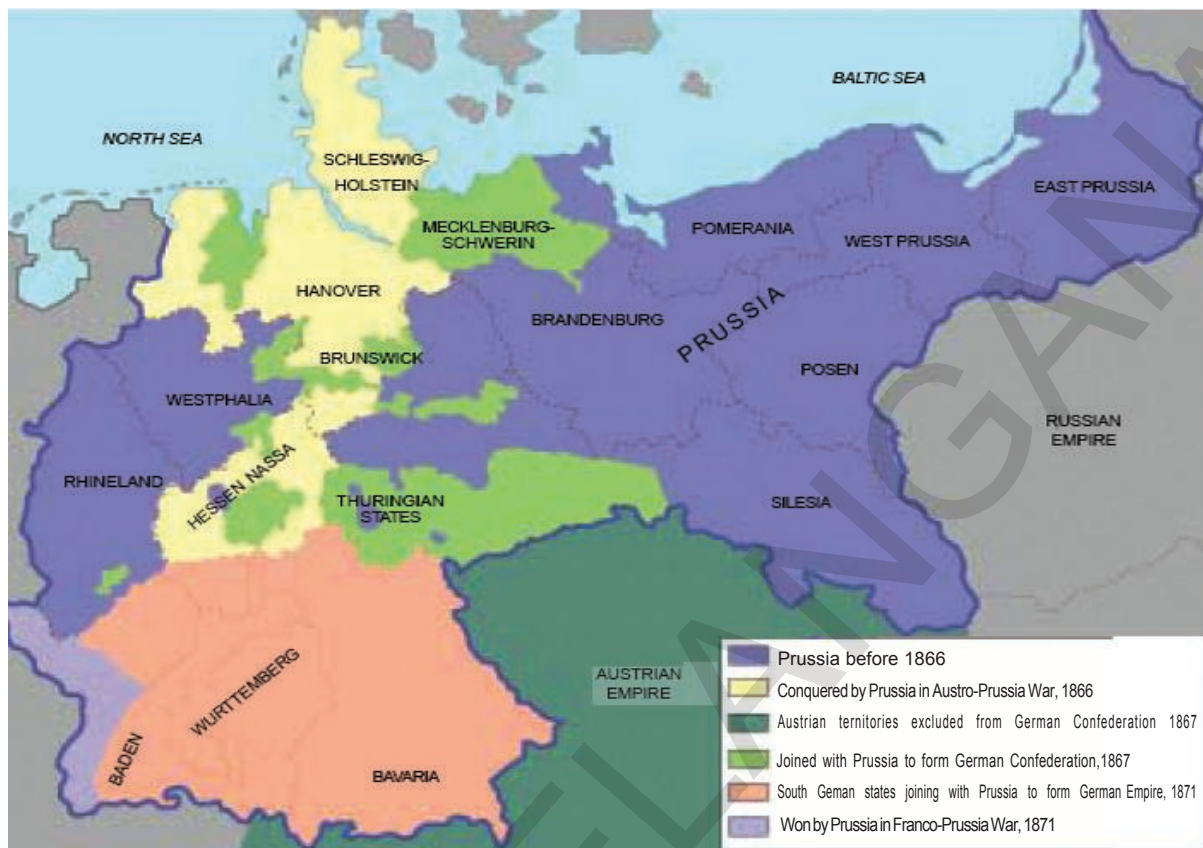 BALTIC SEA
NORTH SEA
SCHLESWIG-
HOLSTEIN
EAST PRUSSIA
MECKLENBURG-
SCHWERIN
POMERANIA
WEST PRUSSIA
HANOVER
BRANDENBURG
PRUSSIA
BRUNSWICK
POSEN
WESTPHALIA
RUSSIAN
EMPIRE
RHINELAND
HESSEN NASSA
THURINGIAN
STATES
SILESIA
AUSTRIAN
EMPIRE
WURTTEMBERG
BADEN
BAVARIA
Prussia before 1866
Conquered by Prussia in Austro-Prussia War, 1866
Austrian territories excluded from German Confederation 1867
Joined with Prussia to form German Confederation,1867
South Geman states joining with Prussia to form German Empire, 1871
Won by Prussia in Franco-Prussia War, 1871
ELANGANA